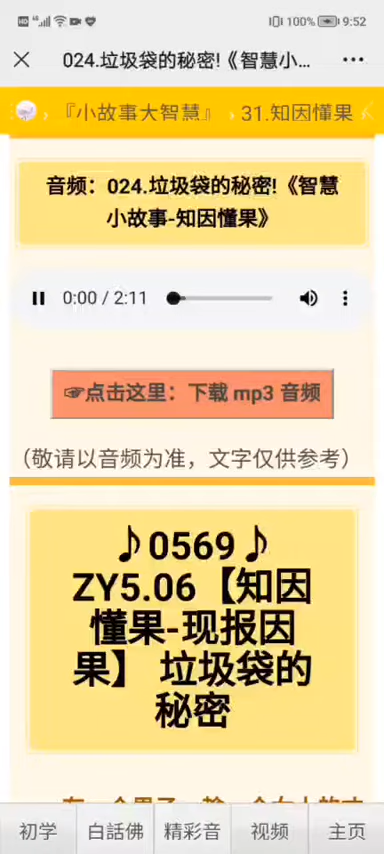 100% 9:52
024.垃圾袋的秘密!《智慧小...
『小故事大智慧』 › 31.知因懂果
音频：024.垃圾袋的秘密!《智慧
小故事-知因懂果》
0:00 / 2:11
☞点击这里：下载 mp3 音频
（敬请以音频为准，文字仅供参考）
♪0569♪
ZY5.06【知因
懂果-现报因
果】 垃圾袋的
秘密
初学 白話佛 精彩音 视频 主页